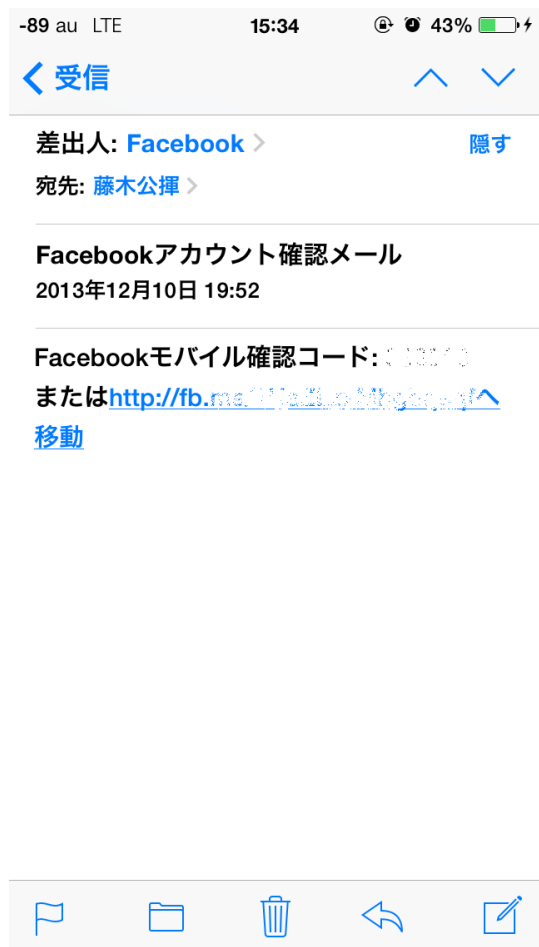 -89 au LTE 15:34 43%
受信
差出人: Facebook 隠す
宛先: 藤木公揮
Facebookアカウント確認メール
2013年12月10日 19:52
Facebookモバイル確認コード:
またはhttp://fb.m へ
移動